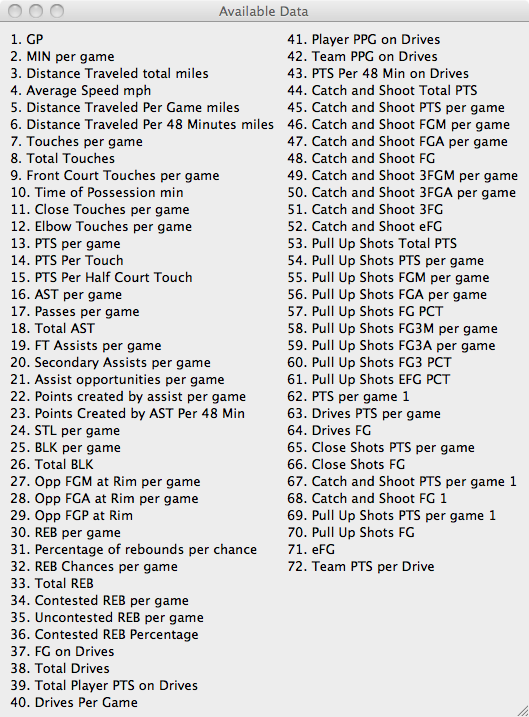 Available Data
1. GP
2. MIN per game
3. Distance Traveled total miles
4. Average Speed mph
5. Distance Traveled Per Game miles
6. Distance Traveled Per 48 Minutes miles
7. Touches per game
8. Total Touches
9. Front Court Touches per game
10. Time of Possession min
11. Close Touches per game
12. Elbow Touches per game
13. PTS per game
14. PTS Per Touch
15. PTS Per Half Court Touch
16. AST per game
17. Passes per game
18. Total AST
19. FT Assists per game
20. Secondary Assists per game
21. Assist opportunities per game
22. Points created by assist per game
23. Points Created by AST Per 48 Min
24. STL per game
25. BLK per game
26. Total BLK
27. Opp FGM at Rim per game
28. Opp FGA at Rim per game
29. Opp FGP at Rim
30. REB per game
31. Percentage of rebounds per chance
32. REB Chances per game
33. Total REB
34. Contested REB per game
35. Uncontested REB per game
36. Contested REB Percentage
37. FG on Drives
38. Total Drives
39. Total Player PTS on Drives
40. Drives Per Game
41. Player PPG on Drives
42. Team PPG on Drives
43. PTS Per 48 Min on Drives
44. Catch and Shoot Total PTS
45. Catch and Shoot PTS per game
46. Catch and Shoot FGM per game
47. Catch and Shoot FGA per game
48. Catch and Shoot FG
49. Catch and Shoot 3FGM per game
50. Catch and Shoot 3FGA per game
51. Catch and Shoot 3FG
52. Catch and Shoot eFG
53. Pull Up Shots Total PTS
54. Pull Up Shots PTS per game
55. Pull Up Shots FGM per game
56. Pull Up Shots FGA per game
57. Pull Up Shots FG PCT
58. Pull Up Shots FG3M per game
59. Pull Up Shots FG3A per game
60. Pull Up Shots FG3 PCT
61. Pull Up Shots EFG PCT
62. PTS per game 1
63. Drives PTS per game
64. Drives FG
65. Close Shots PTS per game
66. Close Shots FG
67. Catch and Shoot PTS per game 1
68. Catch and Shoot FG 1
69. Pull Up Shots PTS per game 1
70. Pull Up Shots FG
71. eFG
72. Team PTS per Drive